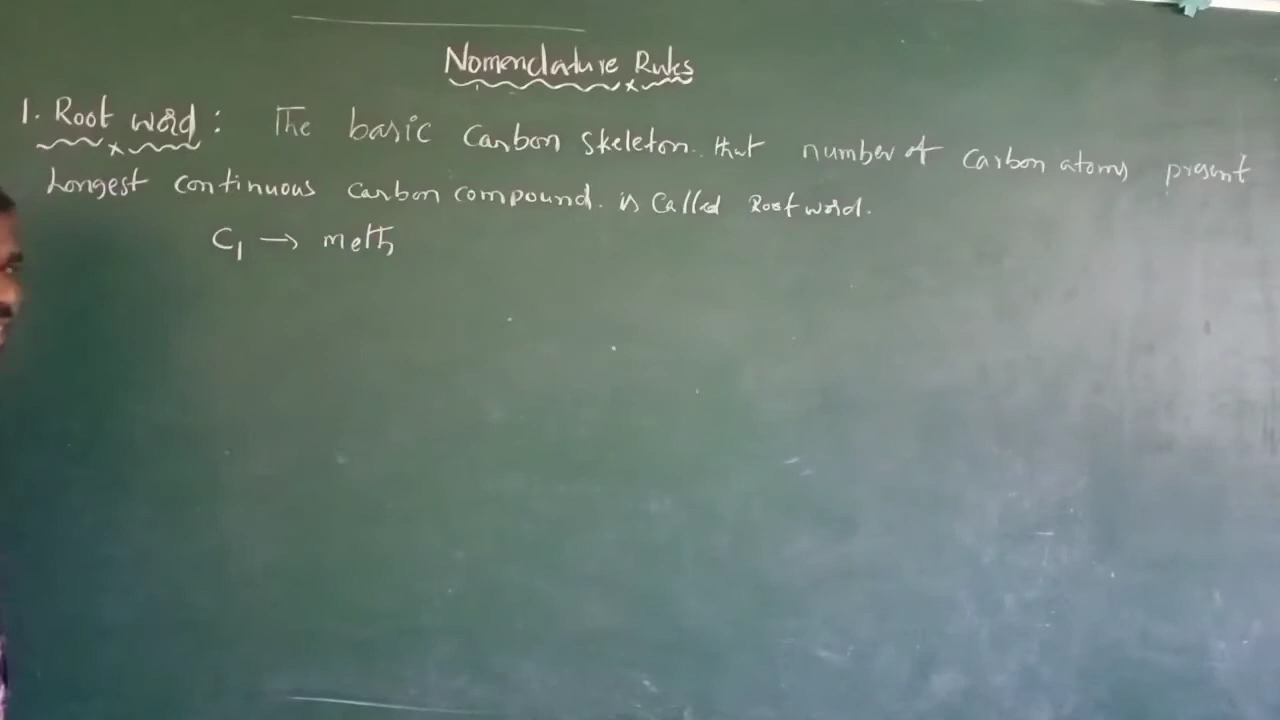 Nomenclature Rules
1. Root word : The basic Carbon Skeleton. that number of Carbon atoms present
Longest continuous Carbon compound. is Called Root word.
C₁ → meth